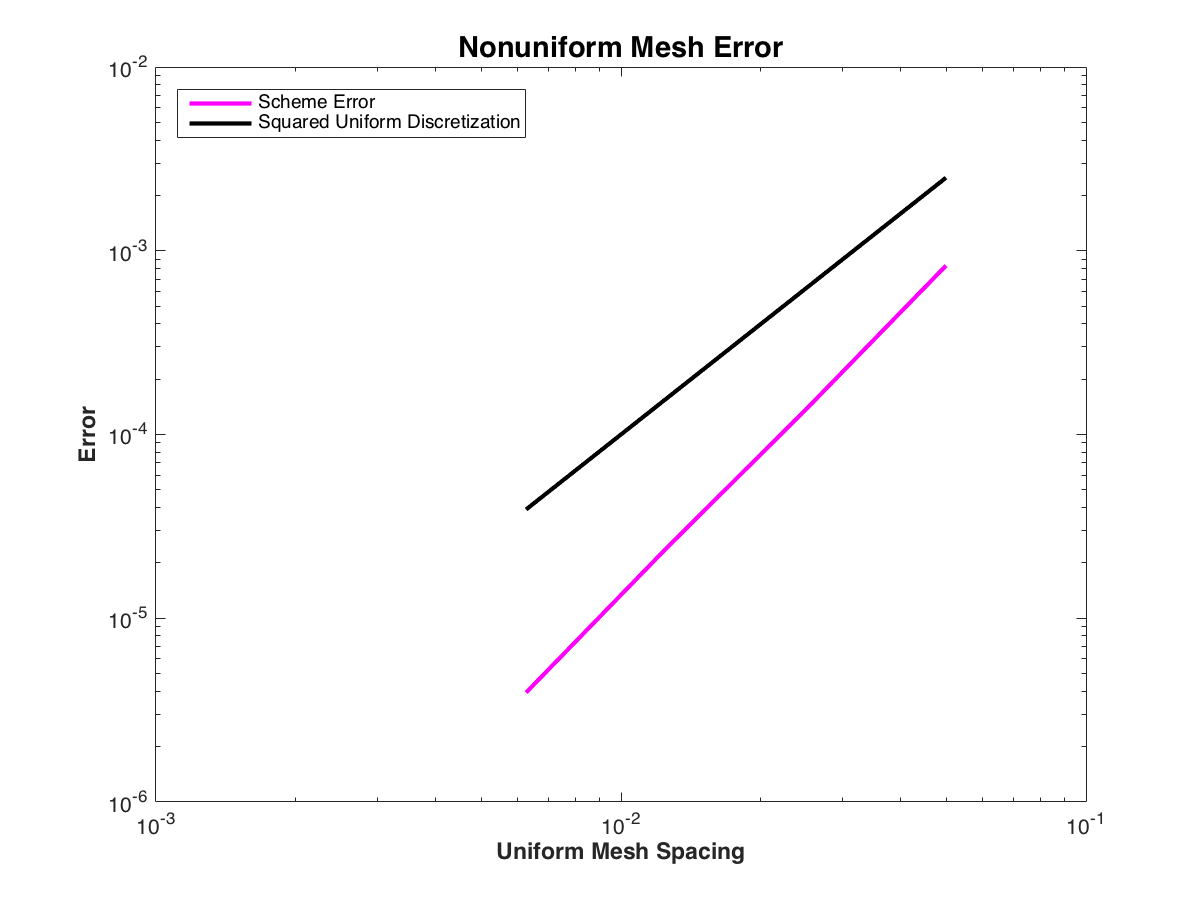 Nonuniform Mesh Error
10⁻²
Scheme Error
Squared Uniform Discretization
10⁻³
10⁻⁴
Error
10⁻⁵
10⁻⁶
10⁻³
10⁻²
10⁻¹
Uniform Mesh Spacing